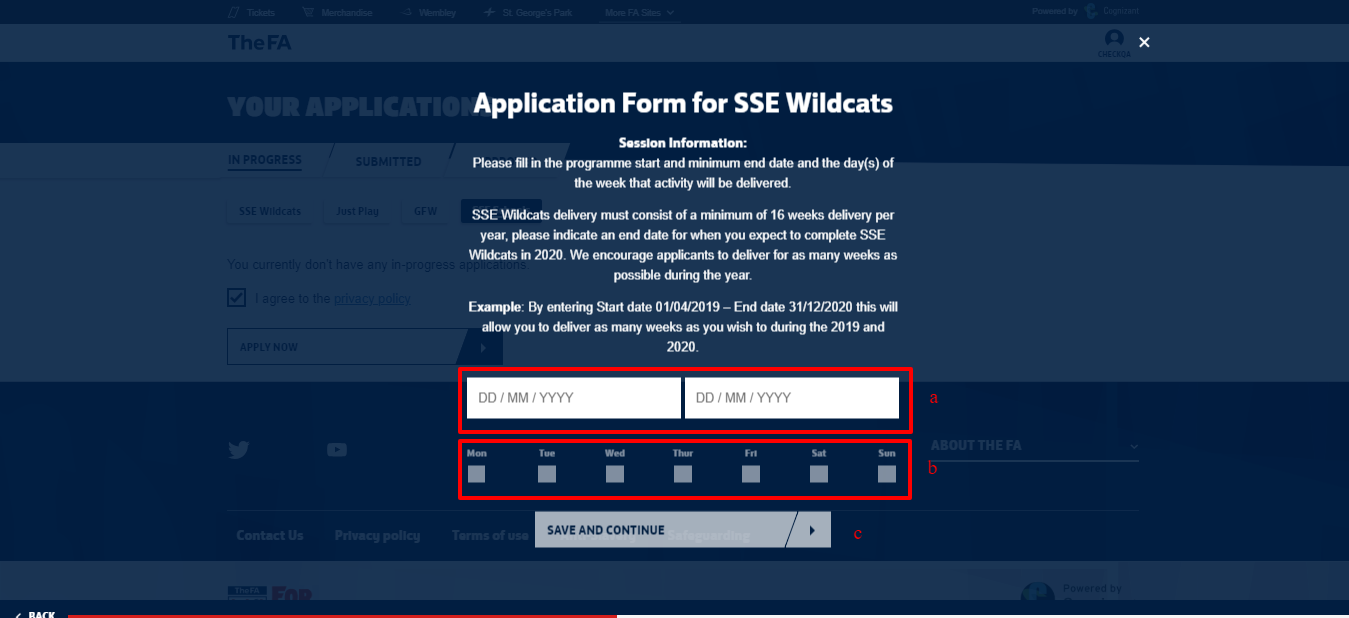 Tickets Merchandise Wembley St. George's Park More FA Sites Powered by Cognizant
TheFA
YOUR APPLICATIONS
Application Form for SSE Wildcats
Session Information:
Please fill in the programme start and minimum end date and the day(s) of
the week that activity will be delivered.
IN PROGRESS SUBMITTED
SSE Wildcats Just Play GFW
SSE Wildcats delivery must consist of a minimum of 16 weeks delivery per
year, please indicate an end date for when you expect to complete SSE
Wildcats in 2020. We encourage applicants to deliver for as many weeks as
possible during the year.
You currently don't have any in-progress applications
I agree to the privacy policy
Example: By entering Start date 01/04/2019 – End date 31/12/2020 this will
allow you to deliver as many weeks as you wish to during the 2019 and
2020.
APPLY NOW
DD / MM / YYYY DD / MM / YYYY a
Mon Tue Wed Thur Fri Sat Sun b
ABOUT THE FA
SAVE AND CONTINUE c
Contact Us Privacy policy Terms of use Safeguarding
TheFA FOR
Powered by
BACK